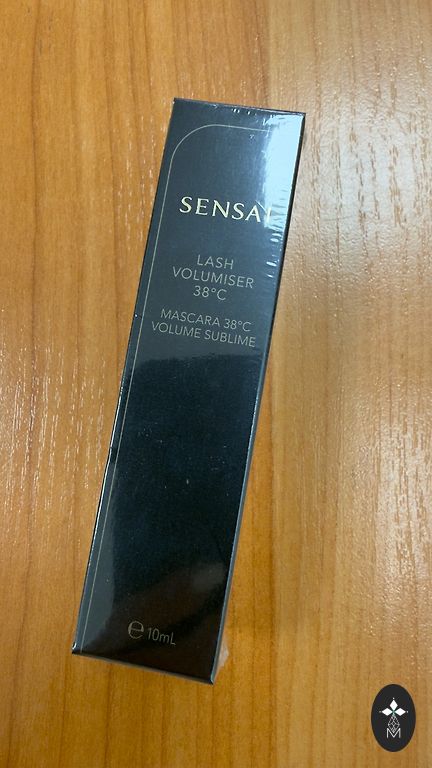 SENSAI
LASH
VOLUMISER
38°C
MASCARA 38°C
VOLUME SUBLIME
℮ 10mL
M